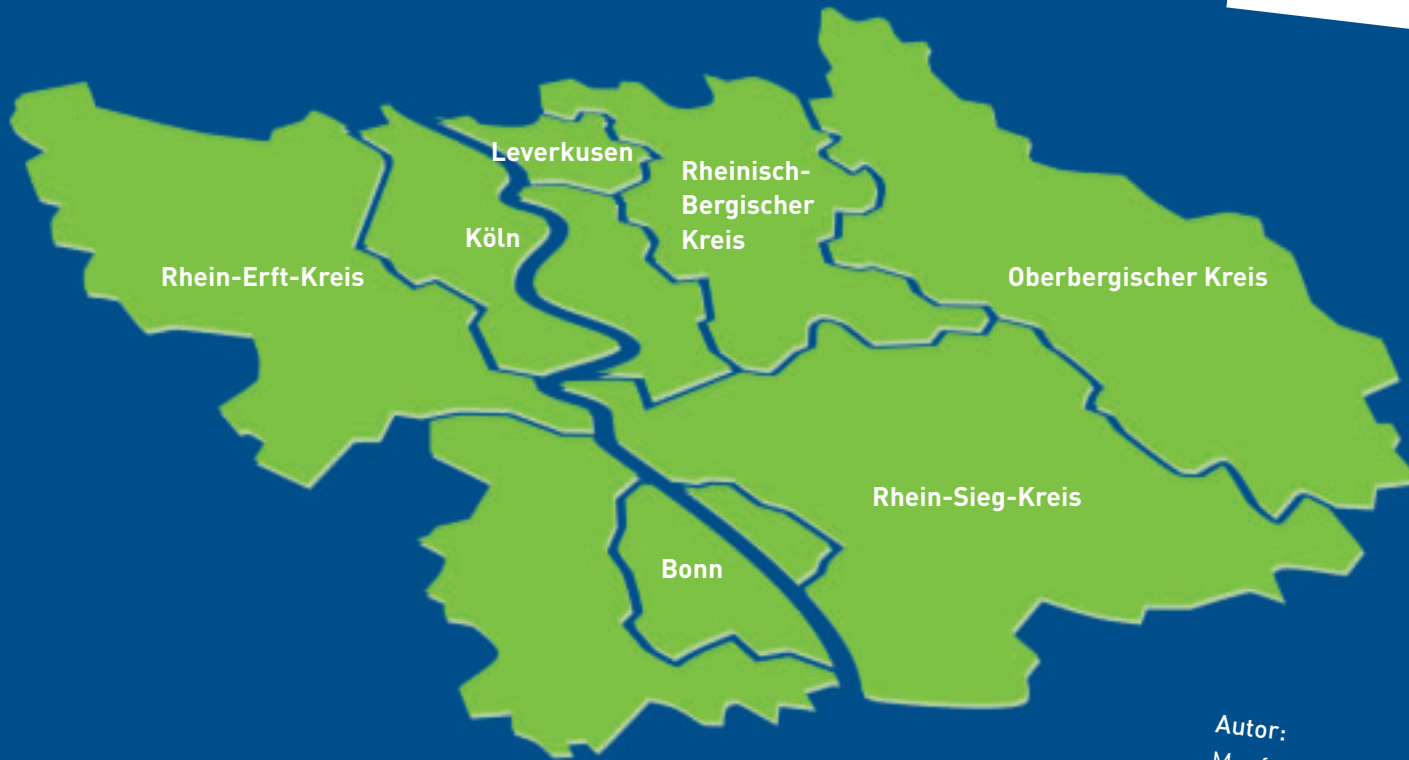 Leverkusen
Rheinisch-
Bergischer
Kreis
Köln
Rhein-Erft-Kreis
Oberbergischer Kreis
Rhein-Sieg-Kreis
Bonn
Autor: